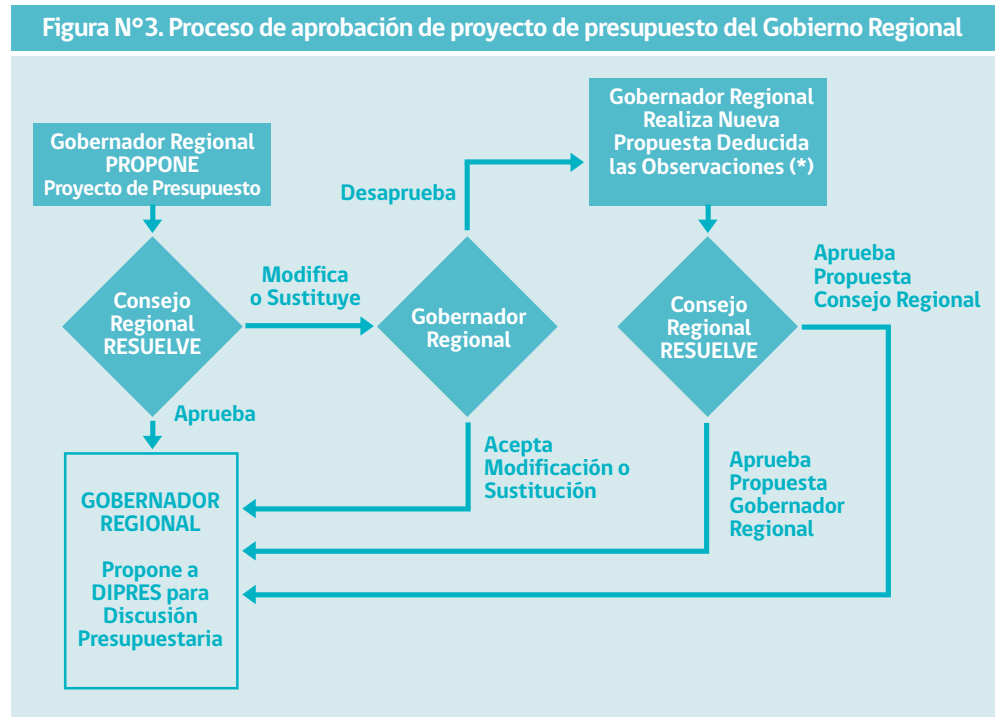 Figura Nº3. Proceso de aprobación de proyecto de presupuesto del Gobierno Regional
Gobernador Regional
PROPONE
Proyecto de Presupuesto
Consejo
Regional
RESUELVE
Modifica
o Sustituye
Aprueba
Gobernador
Regional
Desaprueba
Acepta
Modificación o
Sustitución
Gobernador Regional
Realiza Nueva
Propuesta Deducida
las Observaciones (*)
Consejo
Regional
RESUELVE
Aprueba
Propuesta
Consejo Regional
Aprueba
Propuesta
Gobernador
Regional
GOBERNADOR
REGIONAL
Propone a
DIPRES para
Discusión
Presupuestaria